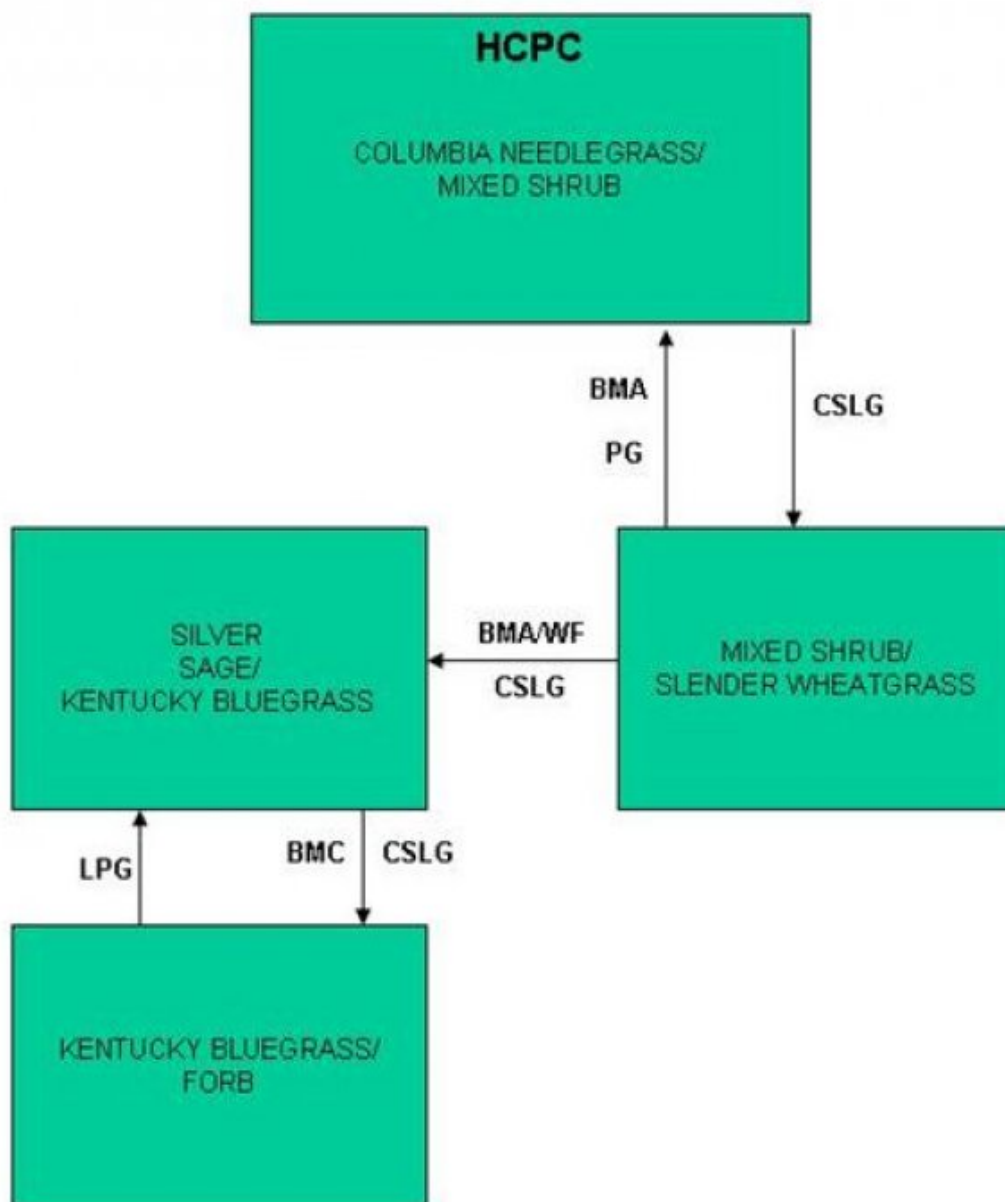 HCPC
COLUMBIA NEEDLEGRASS/
MIXED SHRUB
BMA
PG
CSLG
SILVER
SAGE/
KENTUCKY BLUEGRASS
BMA/WF
CSLG
MIXED SHRUB/
SLENDER WHEATGRASS
LPG
BMC
CSLG
KENTUCKY BLUEGRASS/
FORB